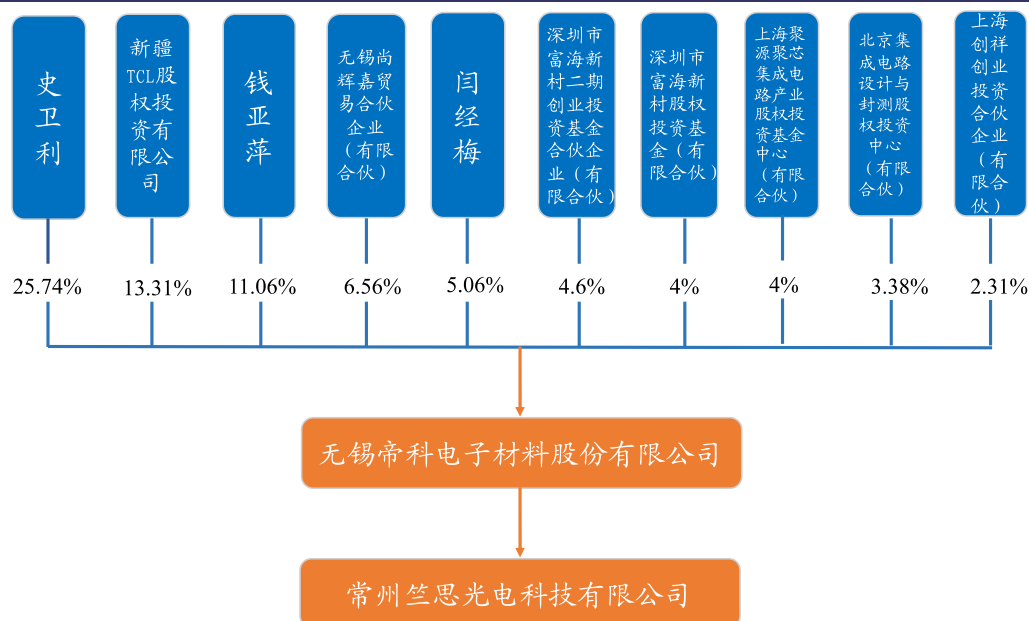 史
卫
利
新疆
TCL股
权投
资有
限公
司
钱
亚
萍
无锡尚
辉嘉贸
易合伙
企业
（有限
合伙）
闫
经
梅
深圳市
富海新
村二期
创业投
资基金
合伙企
业（有
限合伙）
深圳市
富海新
村股权
投资基
金（有
限合伙）
上海聚
源聚芯
集成电
路产业
股权投
资基金
中心
（有限
合伙）
北京集
成电路
设计与
封测股
权投资
中心
（有限
合伙）
上海
创祥
创业
投资
合伙
企业
（有
限合
伙）
25.74%
13.31%
11.06%
6.56%
5.06%
4.6%
4%
4%
3.38%
2.31%
无锡帝科电子材料股份有限公司
常州竺思光电科技有限公司